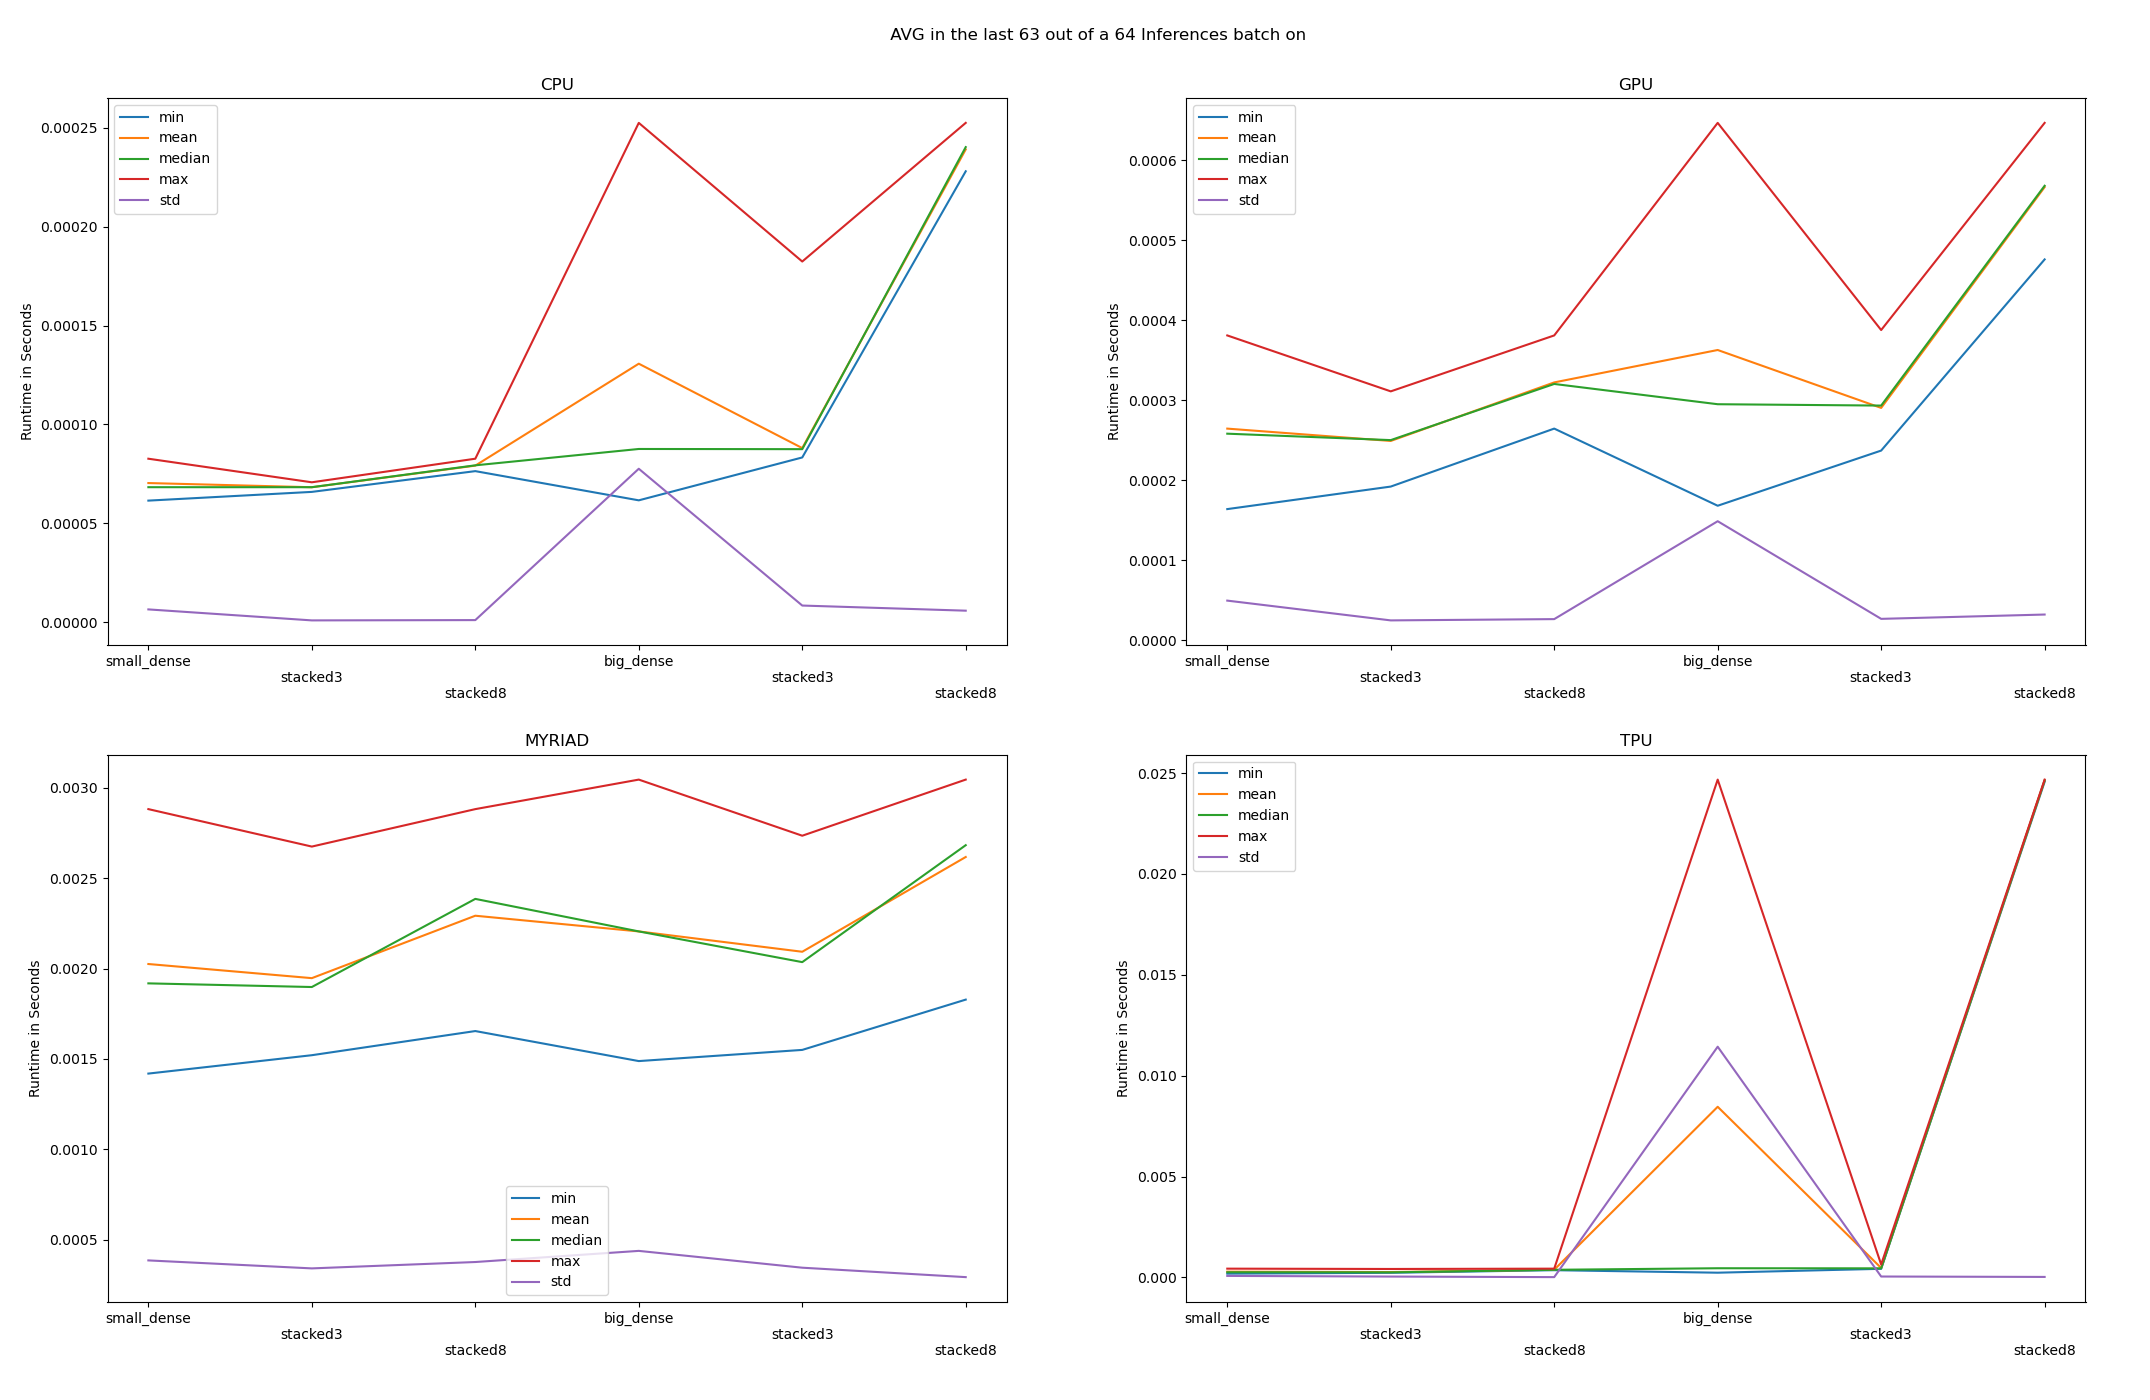 AVG in the last 63 out of a 64 Inferences batch on
CPU
Runtime in Seconds
0.00025
0.00020
0.00015
0.00010
0.00005
0.00000
min
mean
median
max
std
small_dense
stacked3
stacked8
big_dense
stacked3
stacked8
GPU
Runtime in Seconds
0.0006
0.0005
0.0004
0.0003
0.0002
0.0001
0.0000
min
mean
median
max
std
small_dense
stacked3
stacked8
big_dense
stacked3
stacked8
MYRIAD
Runtime in Seconds
0.0030
0.0025
0.0020
0.0015
0.0010
0.0005
min
mean
median
max
std
small_dense
stacked3
stacked8
big_dense
stacked3
stacked8
TPU
Runtime in Seconds
0.025
0.020
0.015
0.010
0.005
0.000
min
mean
median
max
std
small_dense
stacked3
stacked8
big_dense
stacked3
stacked8